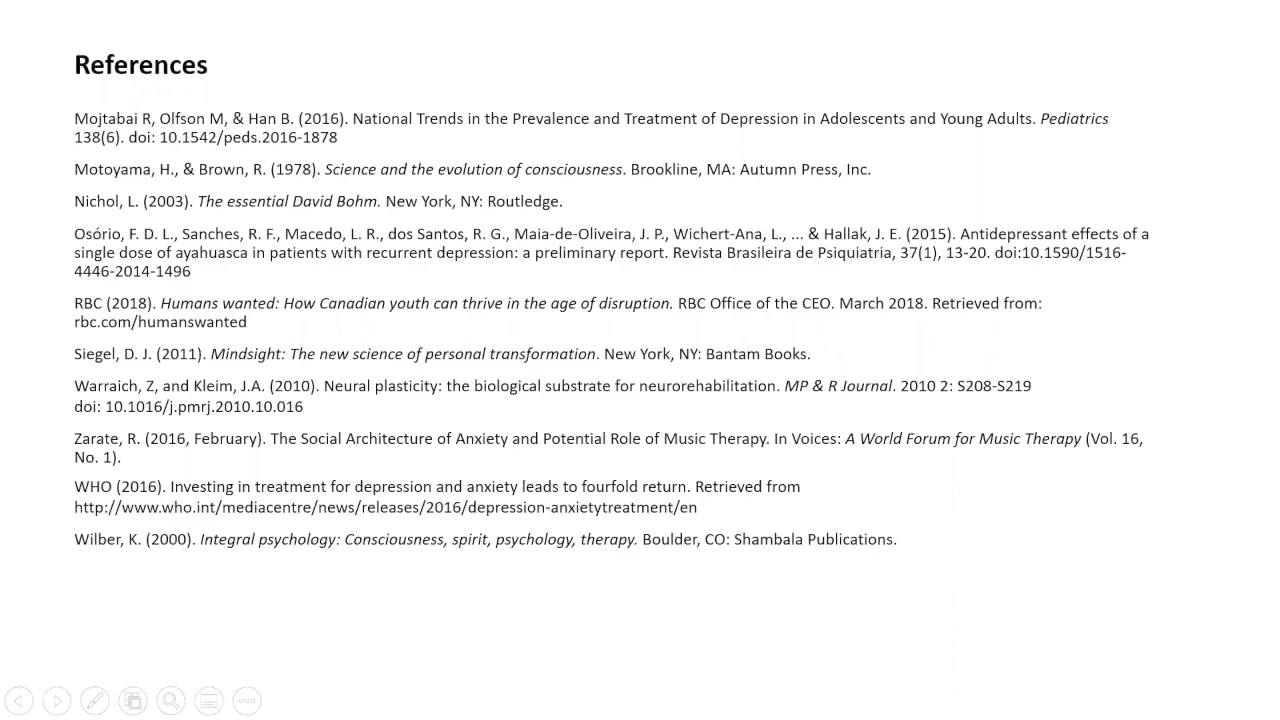 References
Mojtabai R, Olfson M, & Han B. (2016). National Trends in the Prevalence and Treatment of Depression in Adolescents and Young Adults. Pediatrics
138(6). doi: 10.1542/peds.2016-1878
Motoyama, H., & Brown, R. (1978). Science and the evolution of consciousness. Brookline, MA: Autumn Press, Inc.
Nichol, L. (2003). The essential David Bohm. New York, NY: Routledge.
Osório, F. D. L., Sanches, R. F., Macedo, L. R., dos Santos, R. G., Maia-de-Oliveira, J. P., Wichert-Ana, L., ... & Hallak, J. E. (2015). Antidepressant effects of a
single dose of ayahuasca in patients with recurrent depression: a preliminary report. Revista Brasileira de Psiquiatria, 37(1), 13-20. doi:10.1590/1516-
4446-2014-1496
RBC (2018). Humans wanted: How Canadian youth can thrive in the age of disruption. RBC Office of the CEO. March 2018. Retrieved from:
rbc.com/humanswanted
Siegel, D. J. (2011). Mindsight: The new science of personal transformation. New York, NY: Bantam Books.
Warraich, Z, and Kleim, J.A. (2010). Neural plasticity: the biological substrate for neurorehabilitation. MP & R Journal. 2010 2: S208-S219
doi: 10.1016/j.pmrj.2010.10.016
Zarate, R. (2016, February). The Social Architecture of Anxiety and Potential Role of Music Therapy. In Voices: A World Forum for Music Therapy (Vol. 16,
No. 1).
WHO (2016). Investing in treatment for depression and anxiety leads to fourfold return. Retrieved from
http://www.who.int/mediacentre/news/releases/2016/depression-anxietytreatment/en
Wilber, K. (2000). Integral psychology: Consciousness, spirit, psychology, therapy. Boulder, CO: Shambala Publications.